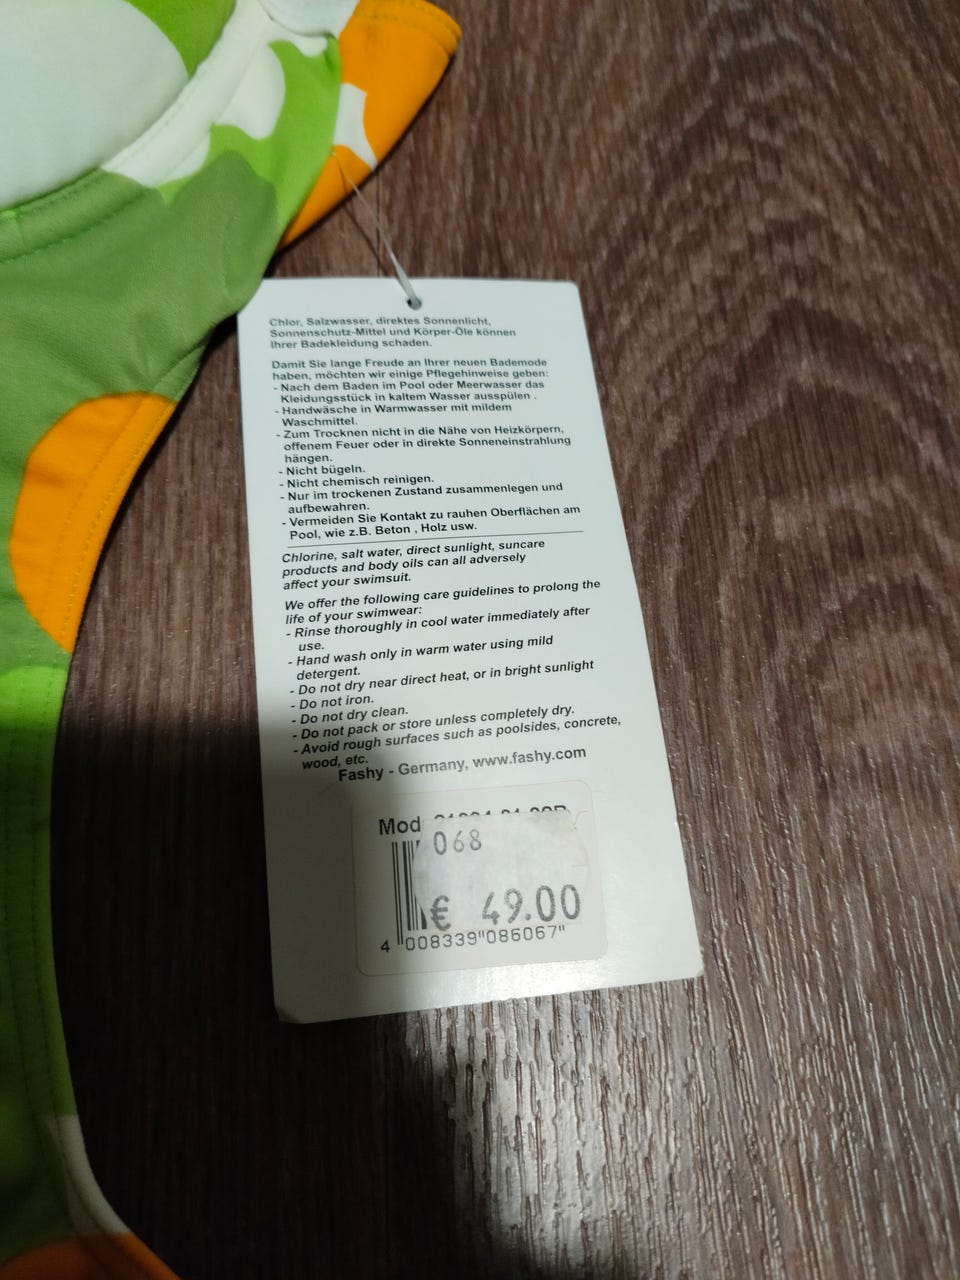 Chlor, Salzwasser, direktes Sonnenlicht,
Sonnenschutz-Mittel und Körper-Öle können
Ihrer Badekleidung schaden.
Damit Sie lange Freude an Ihrer neuen Bademode
haben, möchten wir einige Pflegehinweise geben:
- Nach dem Baden im Pool oder Meerwasser das
Kleidungsstück in kaltem Wasser ausspülen .
- Handwäsche in Warmwasser mit mildem
Waschmittel.
- Zum Trocknen nicht in die Nähe von Heizkörpern,
offenem Feuer oder in direkte Sonneneinstrahlung
hängen.
- Nicht bügeln.
- Nicht chemisch reinigen.
- Nur im trockenen Zustand zusammenlegen und
aufbewahren.
- Vermeiden Sie Kontakt zu rauhen Oberflächen am
Pool, wie z.B. Beton , Holz usw.
Chlorine, salt water, direct sunlight, suncare
products and body oils can all adversely
affect your swimsuit.
We offer the following care guidelines to prolong the
life of your swimwear:
- Rinse thoroughly in cool water immediately after
use.
- Hand wash only in warm water using mild
detergent.
- Do not dry near direct heat, or in bright sunlight
- Do not iron.
- Do not dry clean.
- Do not pack or store unless completely dry.
- Avoid rough surfaces such as poolsides, concrete,
wood, etc.
Fashy - Germany, www.fashy.com
Mod
068
€ 49.00
4 008339"086067"